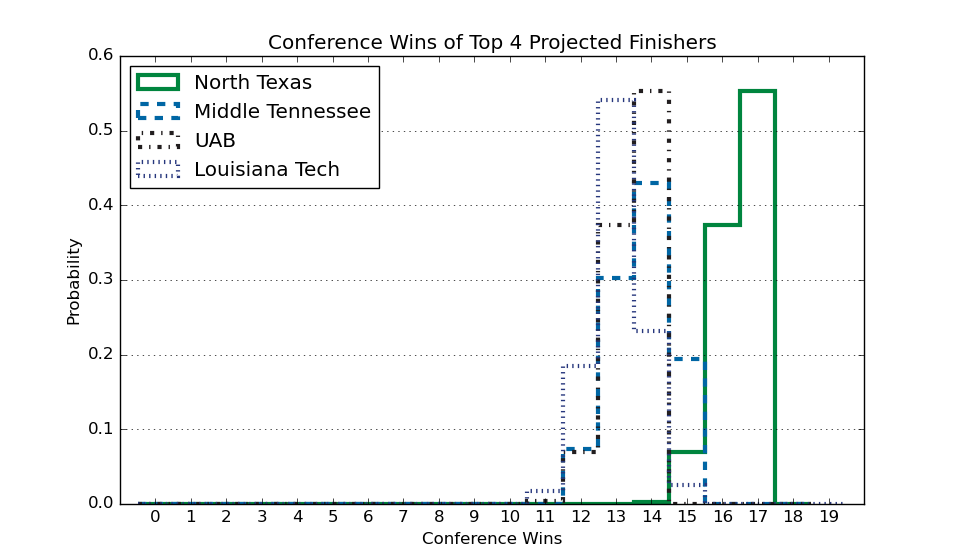 Conference Wins of Top 4 Projected Finishers
0.6
North Texas
Middle Tennessee
UAB
Louisiana Tech
0.5
0.4
0.3
0.2
0.1
0.0
Probability
0 1 2 3 4 5 6 7 8 9 10 11 12 13 14 15 16 17 18 19
Conference Wins